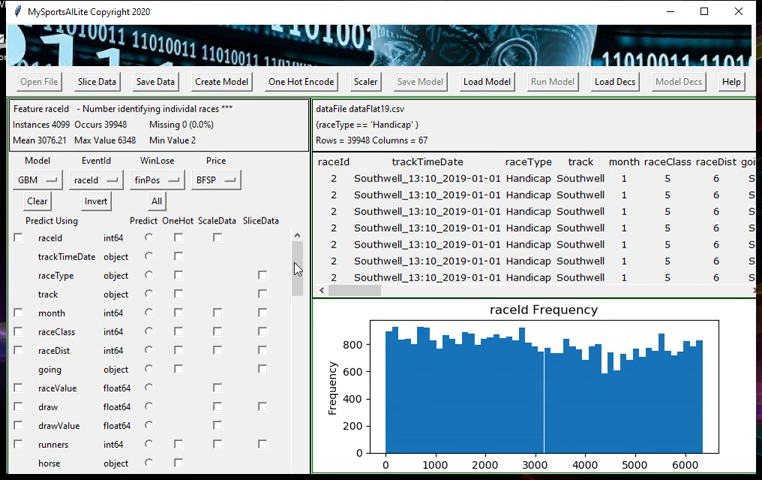 MySportsAILite Copyright 2020
Open File Slice Data Save Data Create Model One Hot Encode Scaler Save Model Load Model Run Model Load Decs Model Decs Help
Feature raceId - Number identifying individal races ***
Instances 4099 Occurs 39948 Missing 0 (0.0%)
Mean 3076.21 Max Value 6348 Min Value 2
Model EventId WinLose Price
GBM raceId finPos BFSP
Clear Invert All
Predict Using Predict OneHot ScaleData SliceData
raceId int64
trackTimeDate object
raceType object
track object
month int64
raceClass int64
raceDist int64
going object
raceValue float64
draw float64
drawValue float64
runners int64
horse object
dataFile dataFlat19.csv
(raceType == 'Handicap' )
Rows = 39948 Columns = 67
raceId trackTimeDate raceType track month raceClass raceDist goi
2 Southwell_13:10_2019-01-01 Handicap Southwell 1 5 6 S
2 Southwell_13:10_2019-01-01 Handicap Southwell 1 5 6 S
2 Southwell_13:10_2019-01-01 Handicap Southwell 1 5 6 S
2 Southwell_13:10_2019-01-01 Handicap Southwell 1 5 6 S
2 Southwell_13:10_2019-01-01 Handicap Southwell 1 5 6 S
2 Southwell_13:10_2019-01-01 Handicap Southwell 1 5 6 S
2 Southwell_13:10_2019-01-01 Handicap Southwell 1 5 6 S
raceId Frequency
Frequency
800
600
400
200
0
0 1000 2000 3000 4000 5000 6000